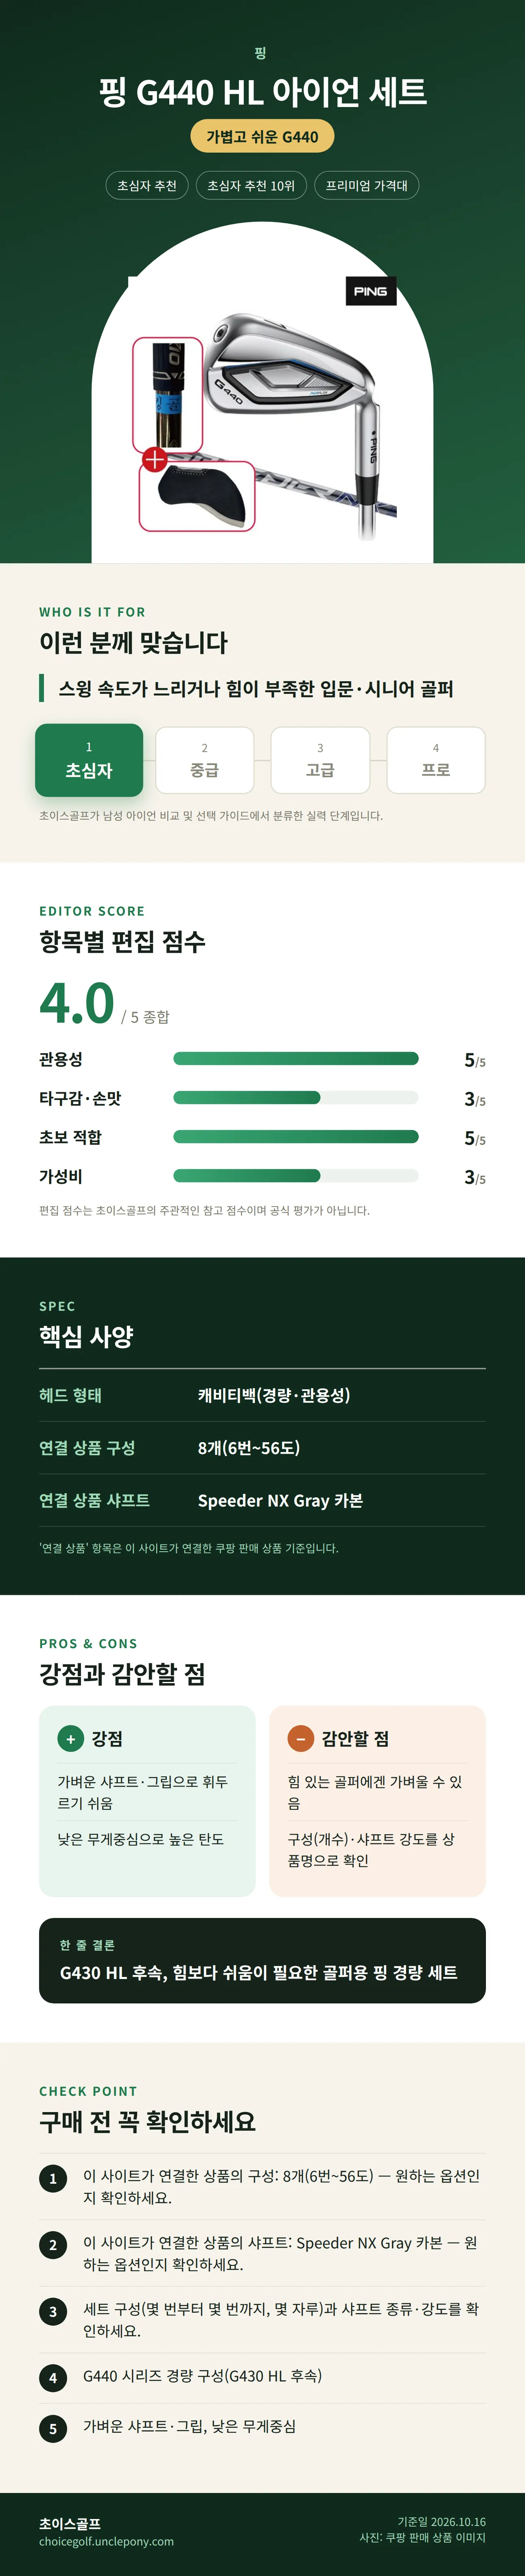 핑
핑 G440 HL 아이언 세트
가볍고 쉬운 G440
초심자 추천
초심자 추천 10위
프리미엄 가격대
PING
G440
PING
WHO IS IT FOR
이런 분께 맞습니다
스윙 속도가 느리거나 힘이 부족한 입문·시니어 골퍼
1
초심자
2
중급
3
고급
4
프로
초이스골프가 남성 아이언 비교 및 선택 가이드에서 분류한 실력 단계입니다.
EDITOR SCORE
항목별 편집 점수
4.0 / 5 종합
관용성 5/5
타구감·손맛 3/5
초보 적합 5/5
가성비 3/5
편집 점수는 초이스골프의 주관적인 참고 점수이며 공식 평가가 아닙니다.
SPEC
핵심 사양
헤드 형태 캐비티백(경량·관용성)
연결 상품 구성 8개(6번~56도)
연결 상품 샤프트 Speeder NX Gray 카본
'연결 상품' 항목은 이 사이트가 연결한 쿠팡 판매 상품 기준입니다.
PROS & CONS
강점과 감안할 점
+ 강점
가벼운 샤프트·그립으로 휘두
르기 쉬움
낮은 무게중심으로 높은 탄도
− 감안할 점
힘 있는 골퍼에겐 가벼울 수 있
음
구성(개수)·샤프트 강도를 상
품명으로 확인
한 줄 결론
G430 HL 후속, 힘보다 쉬움이 필요한 골퍼용 핑 경량 세트
CHECK POINT
구매 전 꼭 확인하세요
1 이 사이트가 연결한 상품의 구성: 8개(6번~56도) — 원하는 옵션인
지 확인하세요.
2 이 사이트가 연결한 상품의 샤프트: Speeder NX Gray 카본 — 원
하는 옵션인지 확인하세요.
3 세트 구성(몇 번부터 몇 번까지, 몇 자루)과 샤프트 종류·강도를 확
인하세요.
4 G440 시리즈 경량 구성(G430 HL 후속)
5 가벼운 샤프트·그립, 낮은 무게중심
초이스골프
choicegolf.unclepony.com
기준일 2026.10.16
사진: 쿠팡 판매 상품 이미지